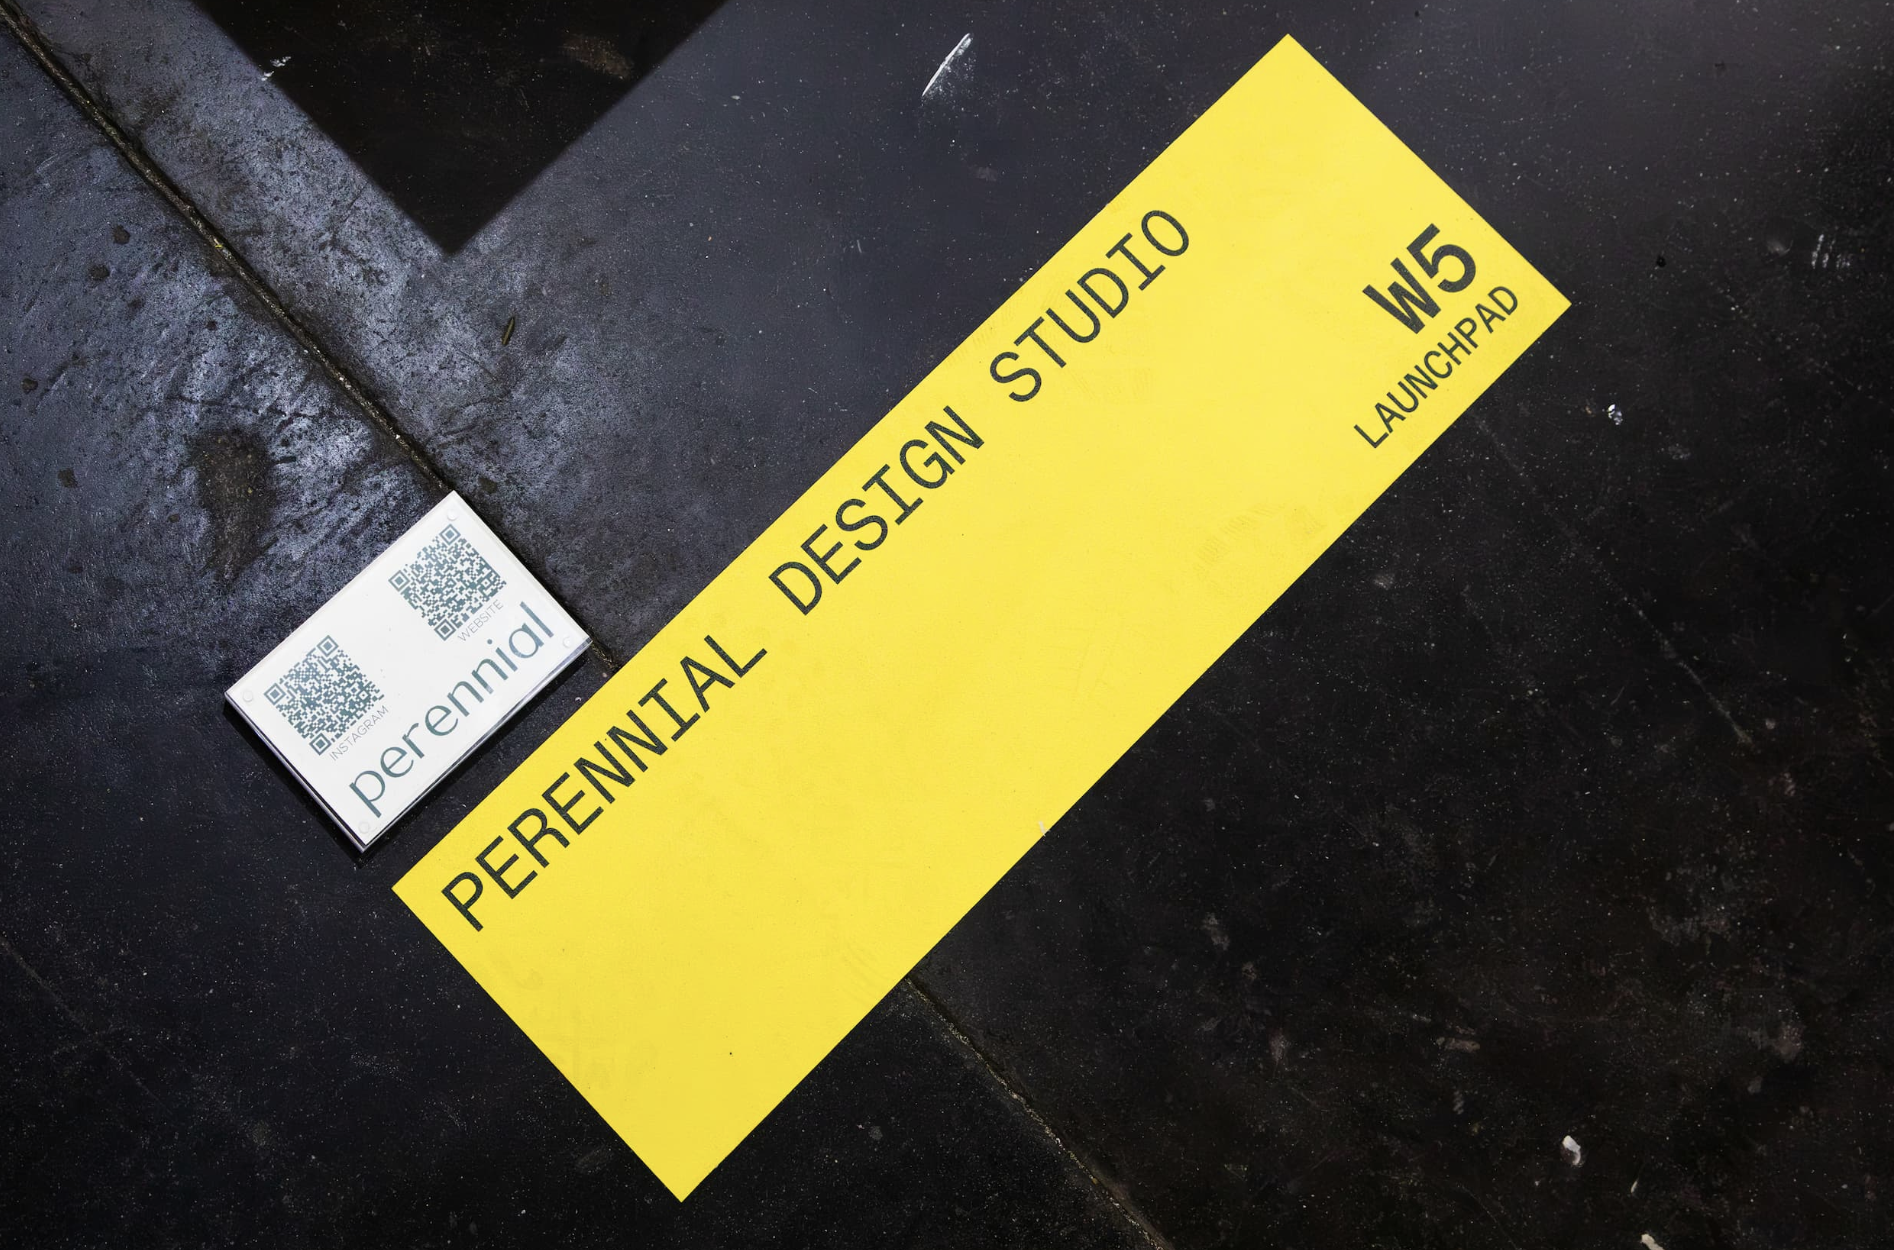 PERENNIAL DESIGN STUDIO
W5
LAUNCHPAD
INSTAGRAM
WEBSITE
perennial